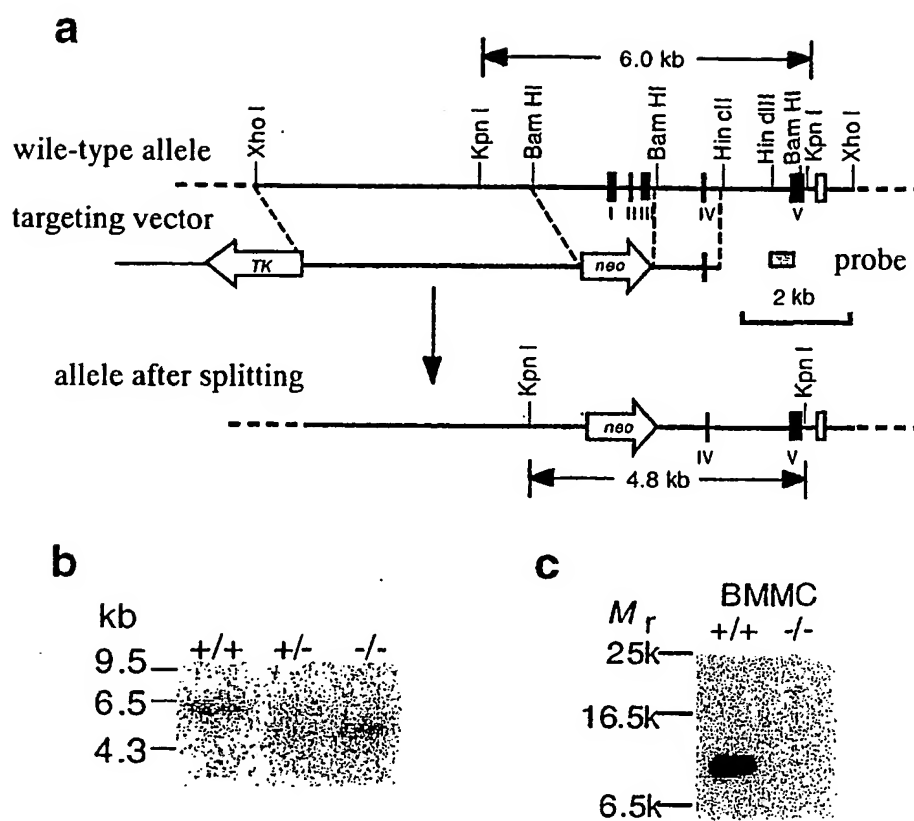 a
6.0 kb
Xho I
Kpn I
Bam HI
Bam HI
Hin cII
Hin dIII
Bam HI
Kpn I
Xho I
wile-type allele
I
II
III
IV
V
targeting vector
TK
neo
probe
2 kb
allele after splitting
Kpn I
Kpn I
neo
IV
V
4.8 kb
b
kb
+/+ +/- -/-
9.5
6.5
4.3
c
BMMC
Mr +/+ -/-
25k
16.5k
6.5k